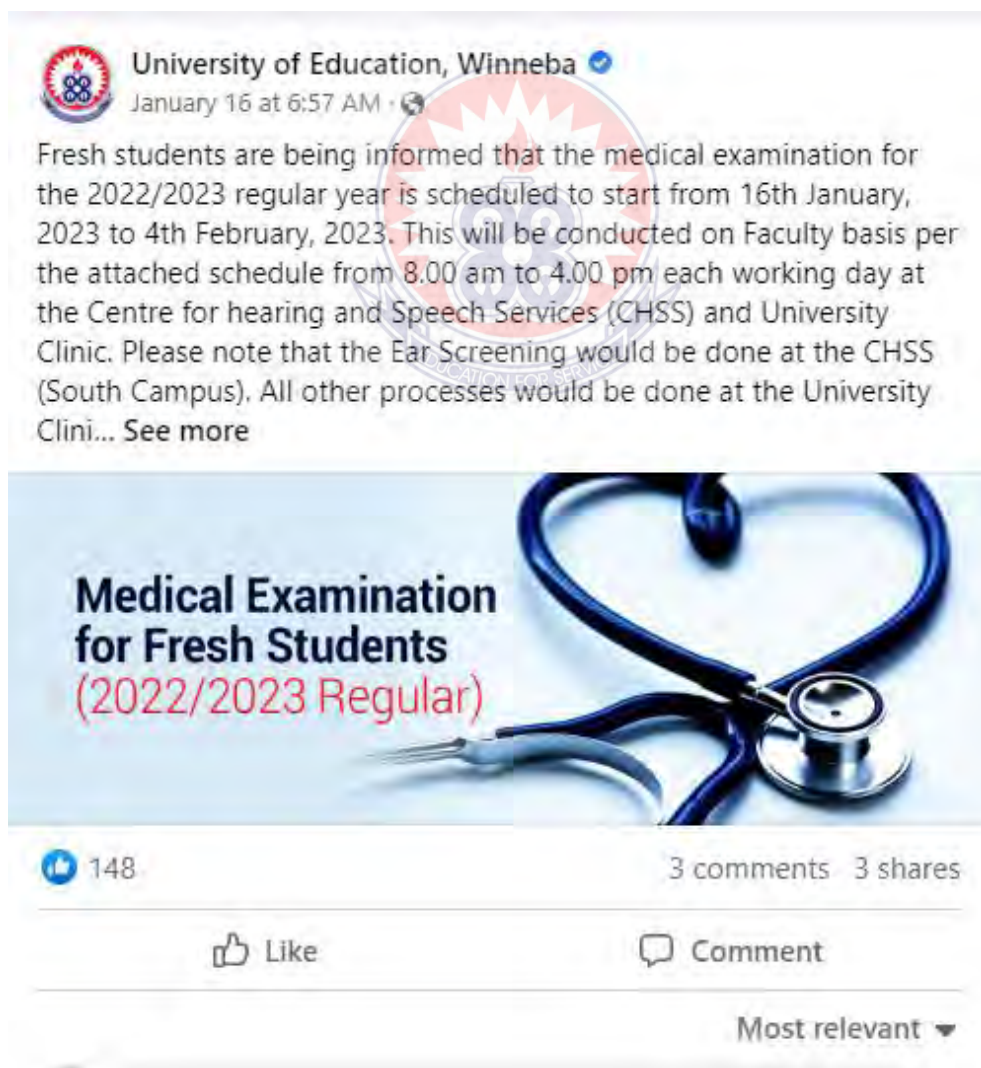 University of Education, Winneba
January 16 at 6:57 AM ·
Fresh students are being informed that the medical examination for
the 2022/2023 regular year is scheduled to start from 16th January,
2023 to 4th February, 2023. This will be conducted on Faculty basis per
the attached schedule from 8.00 am to 4.00 pm each working day at
the Centre for hearing and Speech Services (CHSS) and University
Clinic. Please note that the Ear Screening would be done at the CHSS
(South Campus). All other processes would be done at the University
Clini... See more
EDUCATION FOR SERVICE
Medical Examination
for Fresh Students
(2022/2023 Regular)
148 3 comments 3 shares
Like Comment
Most relevant